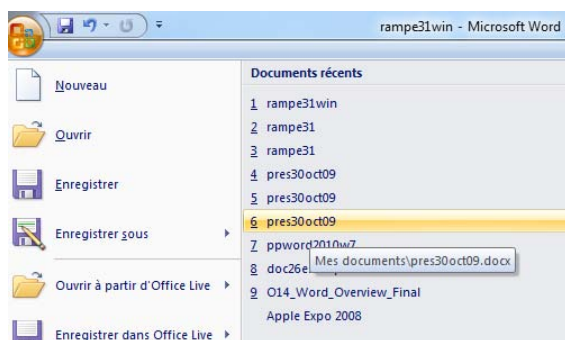 rampe31win - Microsoft Word
Nouveau
Ouvrir
Enregistrer
Enregistrer sous
Ouvrir à partir d'Office Live
Enregistrer dans Office Live
Documents récents
1 rampe31win
2 rampe31
3 rampe31
4 pres30oct09
5 pres30oct09
6 pres30oct09
7 ppword2010w7
Mes documents\pres30oct09.docx
8
9 O14_Word_Overview_Final
Apple Expo 2008